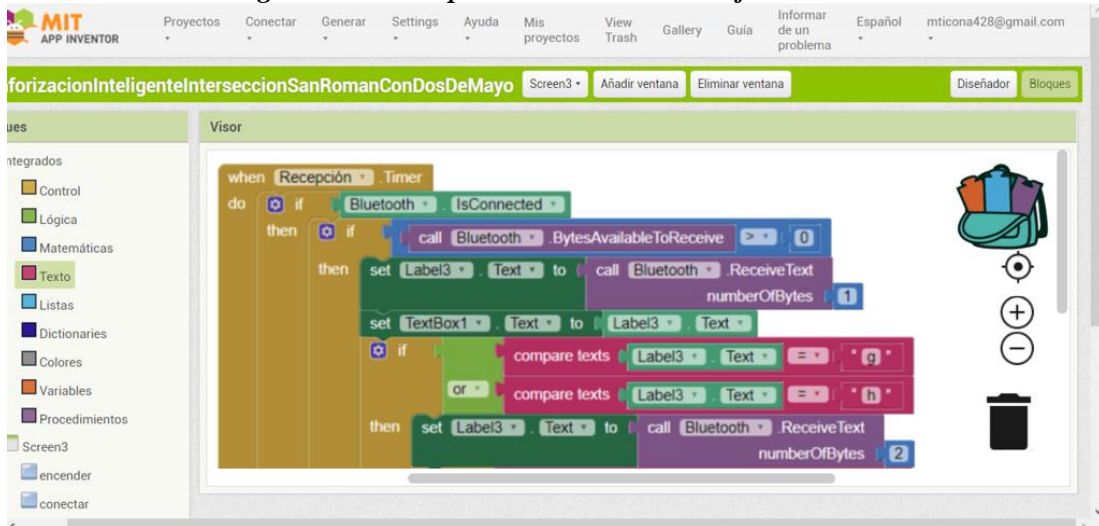 MIT
APP INVENTOR
Proyectos
Conectar
Generar
Settings
Ayuda
Mis
proyectos
View
Trash
Gallery
Guía
Informar
de un
problema
Español
mticona428@gmail.com
forizacionInteligenteInterseccionSanRomanConDosDeMayo
Screen3
Añadir ventana
Eliminar ventana
Diseñador
Bloques
ues
Visor
ntegrados
Control
Lógica
Matemáticas
Texto
Listas
Dictionaries
Colores
Variables
Procedimientos
Screen3
encender
conectar
when Recepción .Timer
do if Bluetooth . IsConnected
then if call Bluetooth .BytesAvailableToReceive > 0
then set Label3 . Text to call Bluetooth .ReceiveText
numberOfBytes 1
set TextBox1 . Text to Label3 . Text
if compare texts Label3 . Text = " g "
or compare texts Label3 . Text = " h "
then set Label3 . Text to call Bluetooth .ReceiveText
numberOfBytes 2